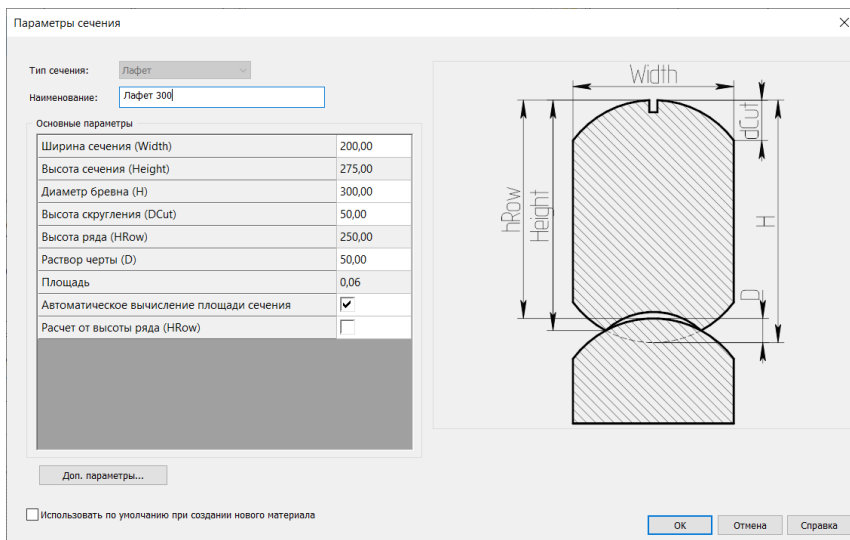 Параметры сечения
Тип сечения: Лафет
Наименование: Лафет 300
Основные параметры
Ширина сечения (Width) 200,00
Высота сечения (Height) 275,00
Диаметр бревна (H) 300,00
Высота скругления (DCut) 50,00
Высота ряда (HRow) 250,00
Раствор черты (D) 50,00
Площадь 0,06
Автоматическое вычисление площади сечения
Расчет от высоты ряда (HRow)
Доп. параметры...
Использовать по умолчанию при создании нового материала
Width
dCut
hRow
Height
H
D
ОК
Отмена
Справка